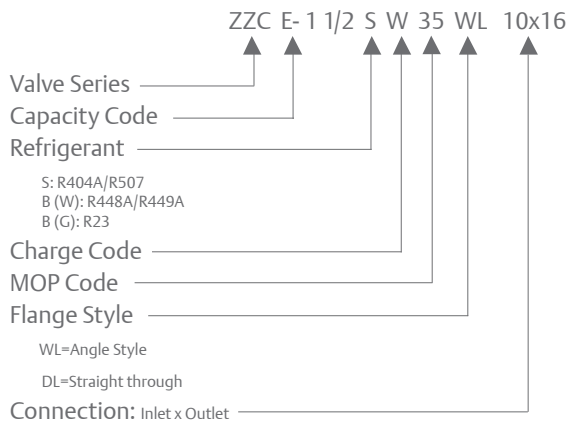 ZZC E- 1 1/2 S W 35 WL 10x16
Valve Series
Capacity Code
Refrigerant
S: R404A/R507
B (W): R448A/R449A
B (G): R23
Charge Code
MOP Code
Flange Style
WL=Angle Style
DL=Straight through
Connection: Inlet x Outlet